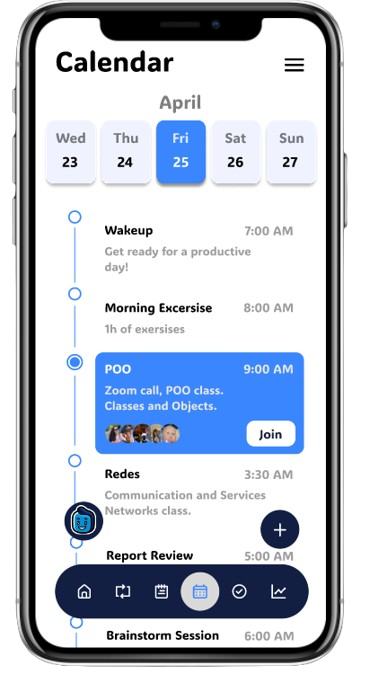 Calendar
April
Wed Thu Fri Sat Sun
23 24 25 26 27
Wakeup 7:00 AM
Get ready for a productive
day!
Morning Excersise 8:00 AM
1h of exersises
POO 9:00 AM
Zoom call, POO class.
Classes and Objects.
Join
Redes 3:30 AM
Communication and Services
Networks class.
+
Report Review 5:00 AM
Brainstorm Session 6:00 AM